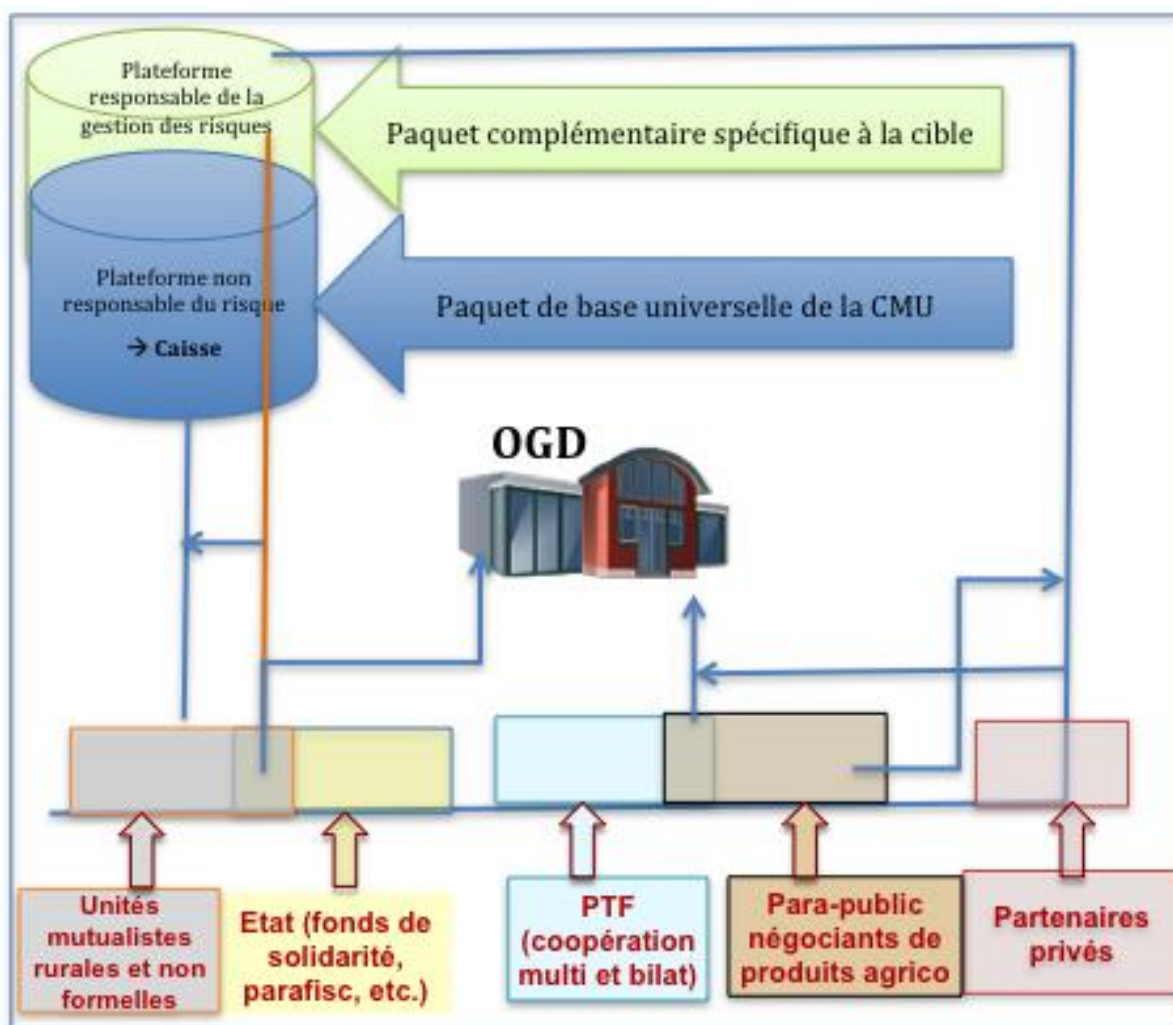 Plateforme
responsable de la
gestion des risques
Paquet complémentaire spécifique à la cible
Plateforme non
responsable du risque
→ Caisse
Paquet de base universelle de la CMU
OGD
Unités
mutualistes
rurales et non
formelles
Etat (fonds de
solidarité,
parafisc, etc.)
PTF
(coopération
multi et bilat)
Para-public
négociants de
produits agrico
Partenaires
privés